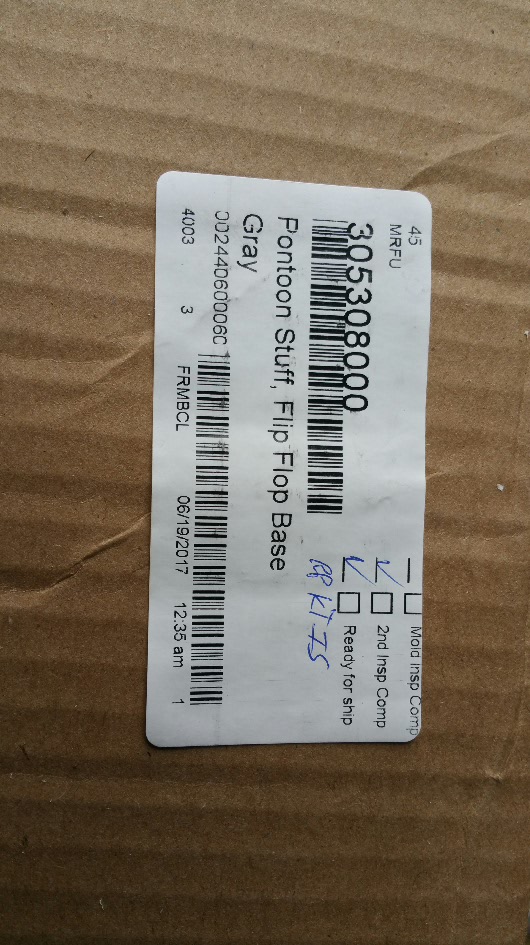 45
MRFU
305308000
Pontoon Stuff, Flip Flop Base
Gray
002440600060
4003 3 FRMBCL 06/19/2017 12:35 am 1
Mold Insp Comp
2nd Insp Comp
Ready for ship